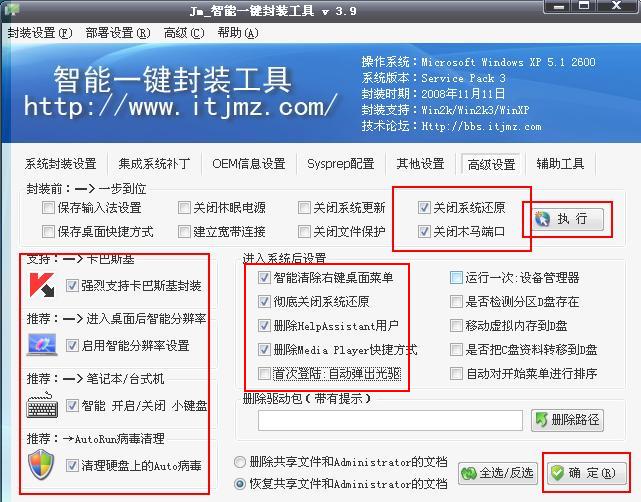 Jm_智能一键封装工具 v 3.9
封装设置(F) 部署设置(R) 高级(C) 帮助(A)
智能一键封装工具
http://www.itjmz.com/
操作系统：Microsoft Windows XP 5.1 2600
系统版本：Service Pack 3
封装时期：2008年11月11日
封装支持：Win2k/Win2k3/WinXP
技术论坛：Http://bbs.itjmz.com
系统封装设置 集成系统补丁 OEM信息设置 Sysprep配置 其他设置 高级设置 辅助工具
封装前：—> 一步到位
保存输入法设置 关闭休眠电源 关闭系统更新 关闭系统还原
保存桌面快捷方式 建立宽带连接 关闭文件保护 关闭木马端口
执 行
支持：—> 卡巴斯基
强烈支持卡巴斯基封装
推荐：—> 进入桌面后智能分辨率
启用智能分辨率设置
推荐：—> 笔记本/台式机
智能 开启/关闭 小键盘
推荐：→AutoRun病毒清理
清理硬盘上的Auto病毒
进入系统后设置
智能清除右键桌面菜单 运行一次:设备管理器
彻底关闭系统还原 是否检测分区D盘存在
删除HelpAssistant用户 移动虚拟内存到D盘
删除Media Player快捷方式 是否把C盘资料转移到D盘
首次登陆:自动弹出光驱 自动对开始菜单进行排序
删除驱动包(带有提示)
删除路径
删除共享文件和Administrator的文档
恢复共享文件和Administrator的文档
全选/反选
确 定(R)